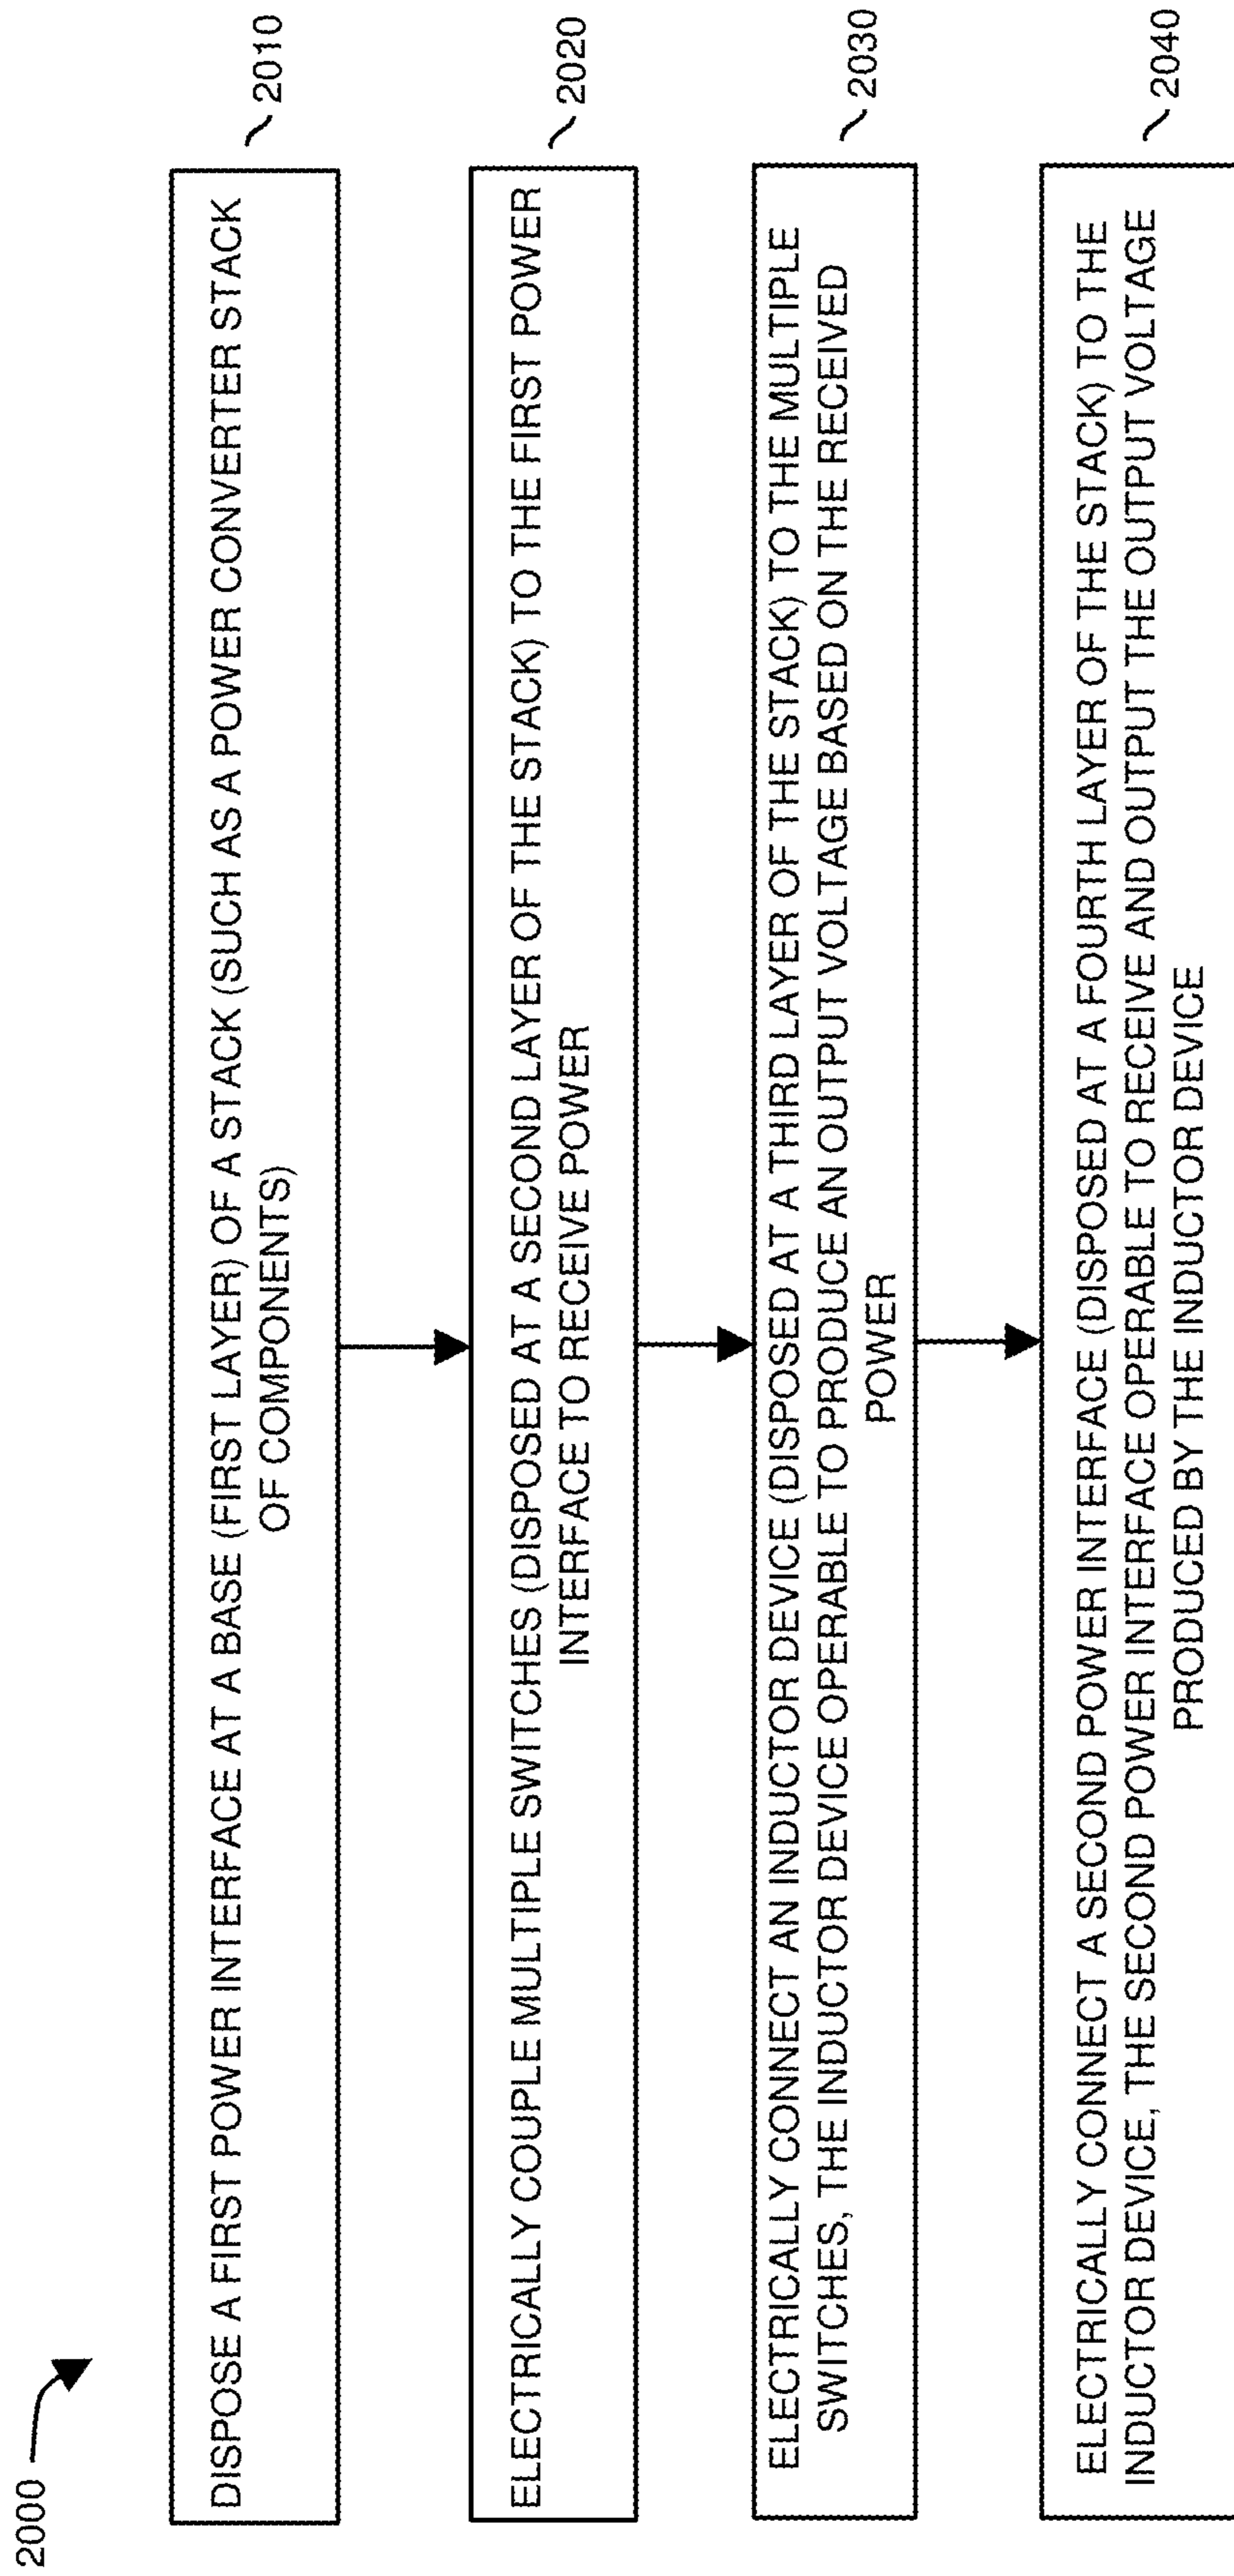 2000
DISPOSE A FIRST POWER INTERFACE AT A BASE (FIRST LAYER) OF A STACK (SUCH AS A POWER CONVERTER STACK
OF COMPONENTS)
2010
ELECTRICALLY COUPLE MULTIPLE SWITCHES (DISPOSED AT A SECOND LAYER OF THE STACK) TO THE FIRST POWER
INTERFACE TO RECEIVE POWER
2020
ELECTRICALLY CONNECT AN INDUCTOR DEVICE (DISPOSED AT A THIRD LAYER OF THE STACK) TO THE MULTIPLE
SWITCHES, THE INDUCTOR DEVICE OPERABLE TO PRODUCE AN OUTPUT VOLTAGE BASED ON THE RECEIVED
POWER
2030
ELECTRICALLY CONNECT A SECOND POWER INTERFACE (DISPOSED AT A FOURTH LAYER OF THE STACK) TO THE
INDUCTOR DEVICE, THE SECOND POWER INTERFACE OPERABLE TO RECEIVE AND OUTPUT THE OUTPUT VOLTAGE
PRODUCED BY THE INDUCTOR DEVICE
2040